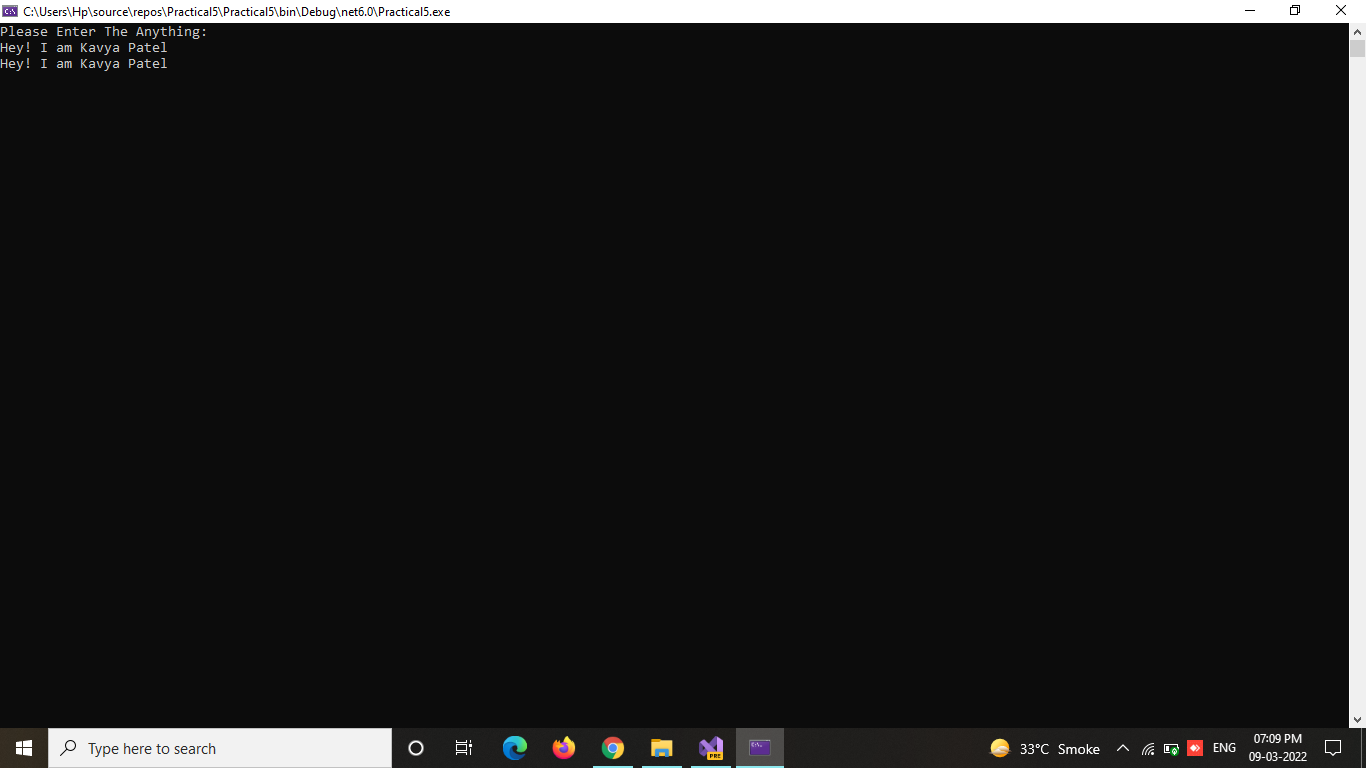 C:\Users\Hp\source\repos\Practical5\Practical5\bin\Debug\net6.0\Practical5.exe
Please Enter The Anything:
Hey! I am Kavya Patel
Hey! I am Kavya Patel
Type here to search
PRE
33°C Smoke
ENG
07:09 PM
09-03-2022